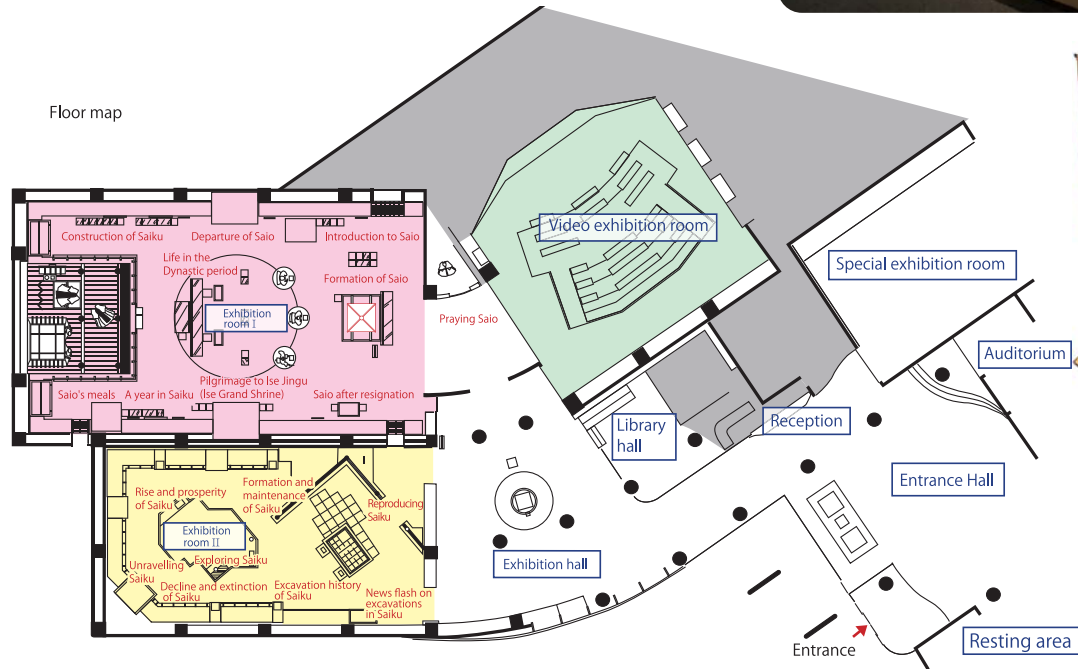 Floor map
Construction of Saiku
Departure of Saio
Introduction to Saio
Life in the
Dynastic period
Formation of Saio
Exhibition
room I
Praying Saio
Pilgrimage to Ise Jingu
(Ise Grand Shrine)
Saio's meals
A year in Saiku
Saio after resignation
Video exhibition room
Special exhibition room
Auditorium
Library
hall
Reception
Entrance Hall
Formation and
maintenance
of Saiku
Rise and prosperity
of Saiku
Reproducing
Saiku
Exhibition
room II
Unravelling
Saiku
Exploring Saiku
Decline and extinction
of Saiku
Excavation history
of Saiku
News flash on
excavations
in Saiku
Exhibition hall
Entrance
Resting area